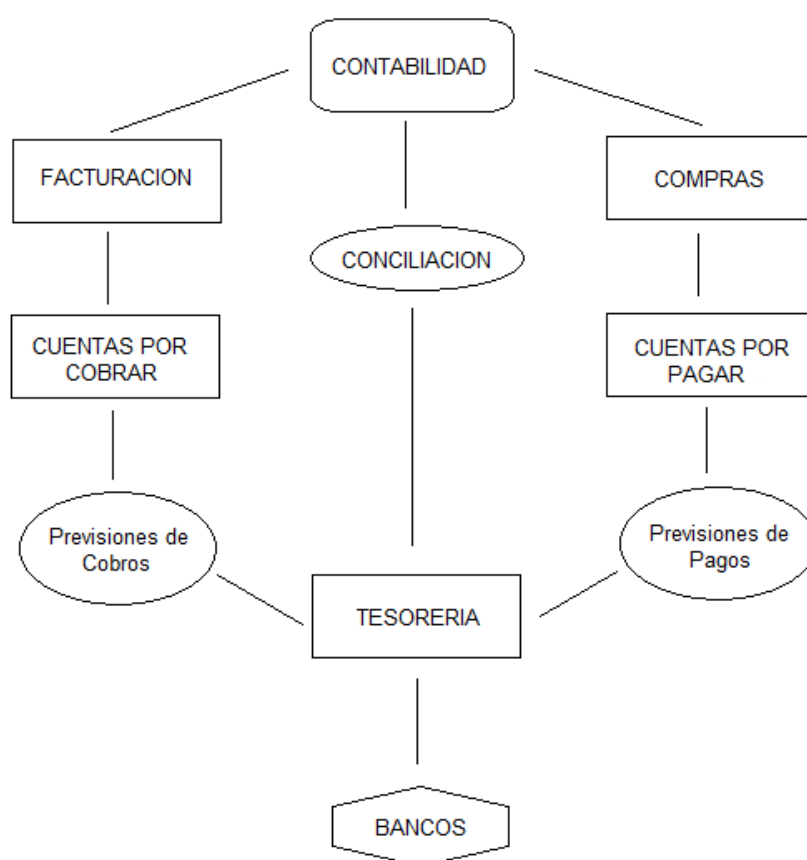 CONTABILIDAD
FACTURACION
COMPRAS
CONCILIACION
CUENTAS POR
COBRAR
CUENTAS POR
PAGAR
Previsiones de
Cobros
Previsiones de
Pagos
TESORERIA
BANCOS